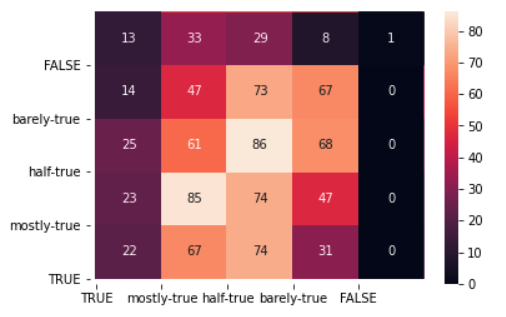 13 33 29 8 1
FALSE
14 47 73 67 0
barely-true
25 61 86 68 0
half-true
23 85 74 47 0
mostly-true
22 67 74 31 0
TRUE
TRUE mostly-true half-true barely-true FALSE
80
70
60
50
40
30
20
10
0